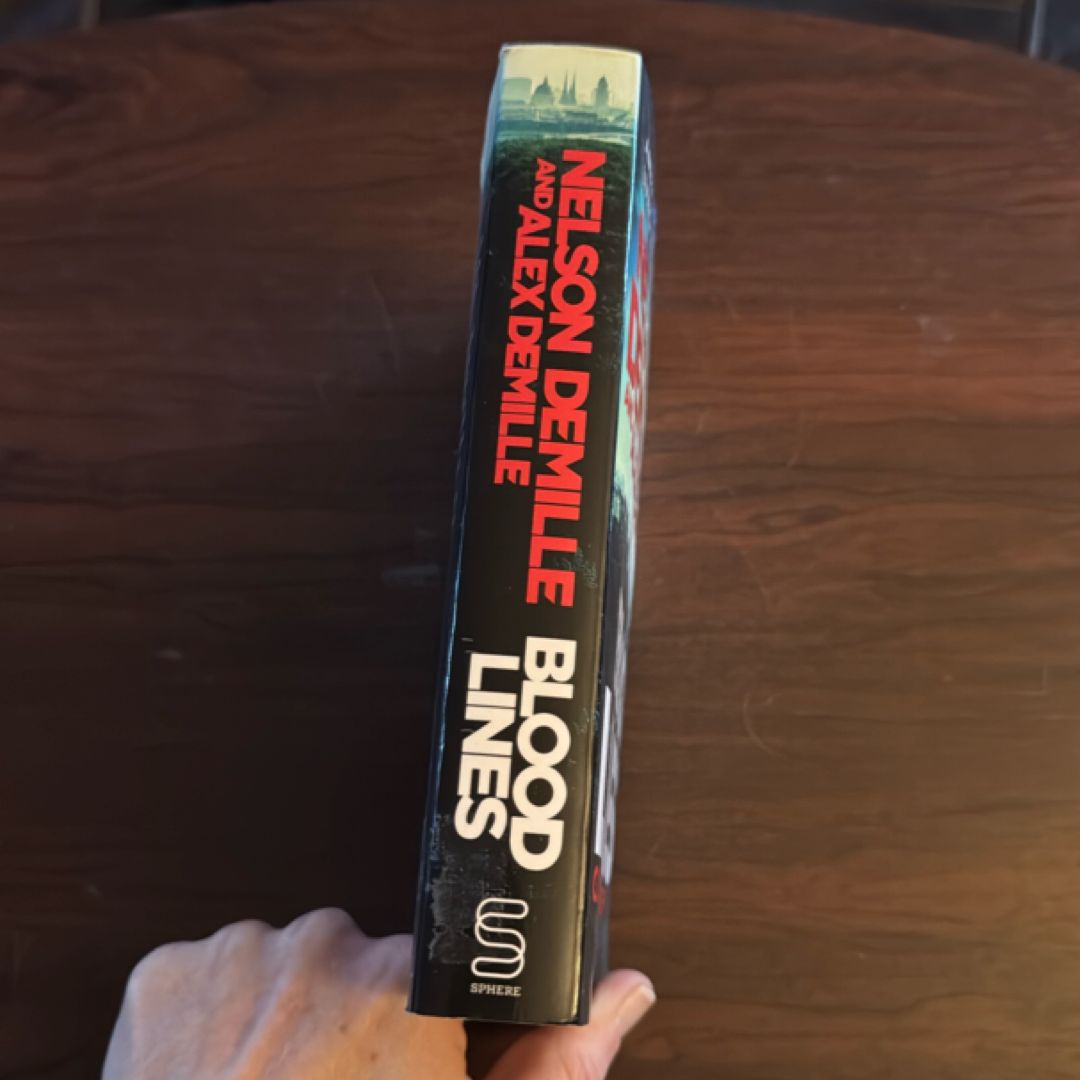 NELSON DEMILLE
AND ALEX DEMILLE
BLOOD
LINES
SPHERE